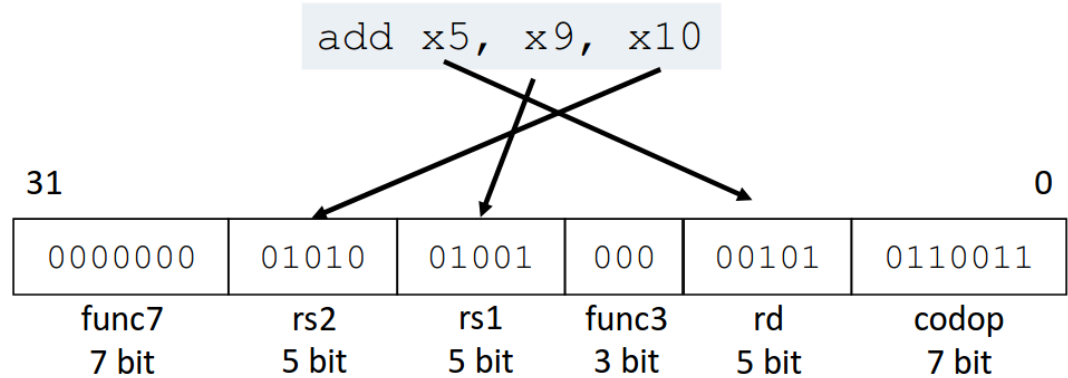 add x5, x9, x10
31 0
0000000 01010 01001 000 00101 0110011
func7 rs2 rs1 func3 rd codop
7 bit 5 bit 5 bit 3 bit 5 bit 7 bit